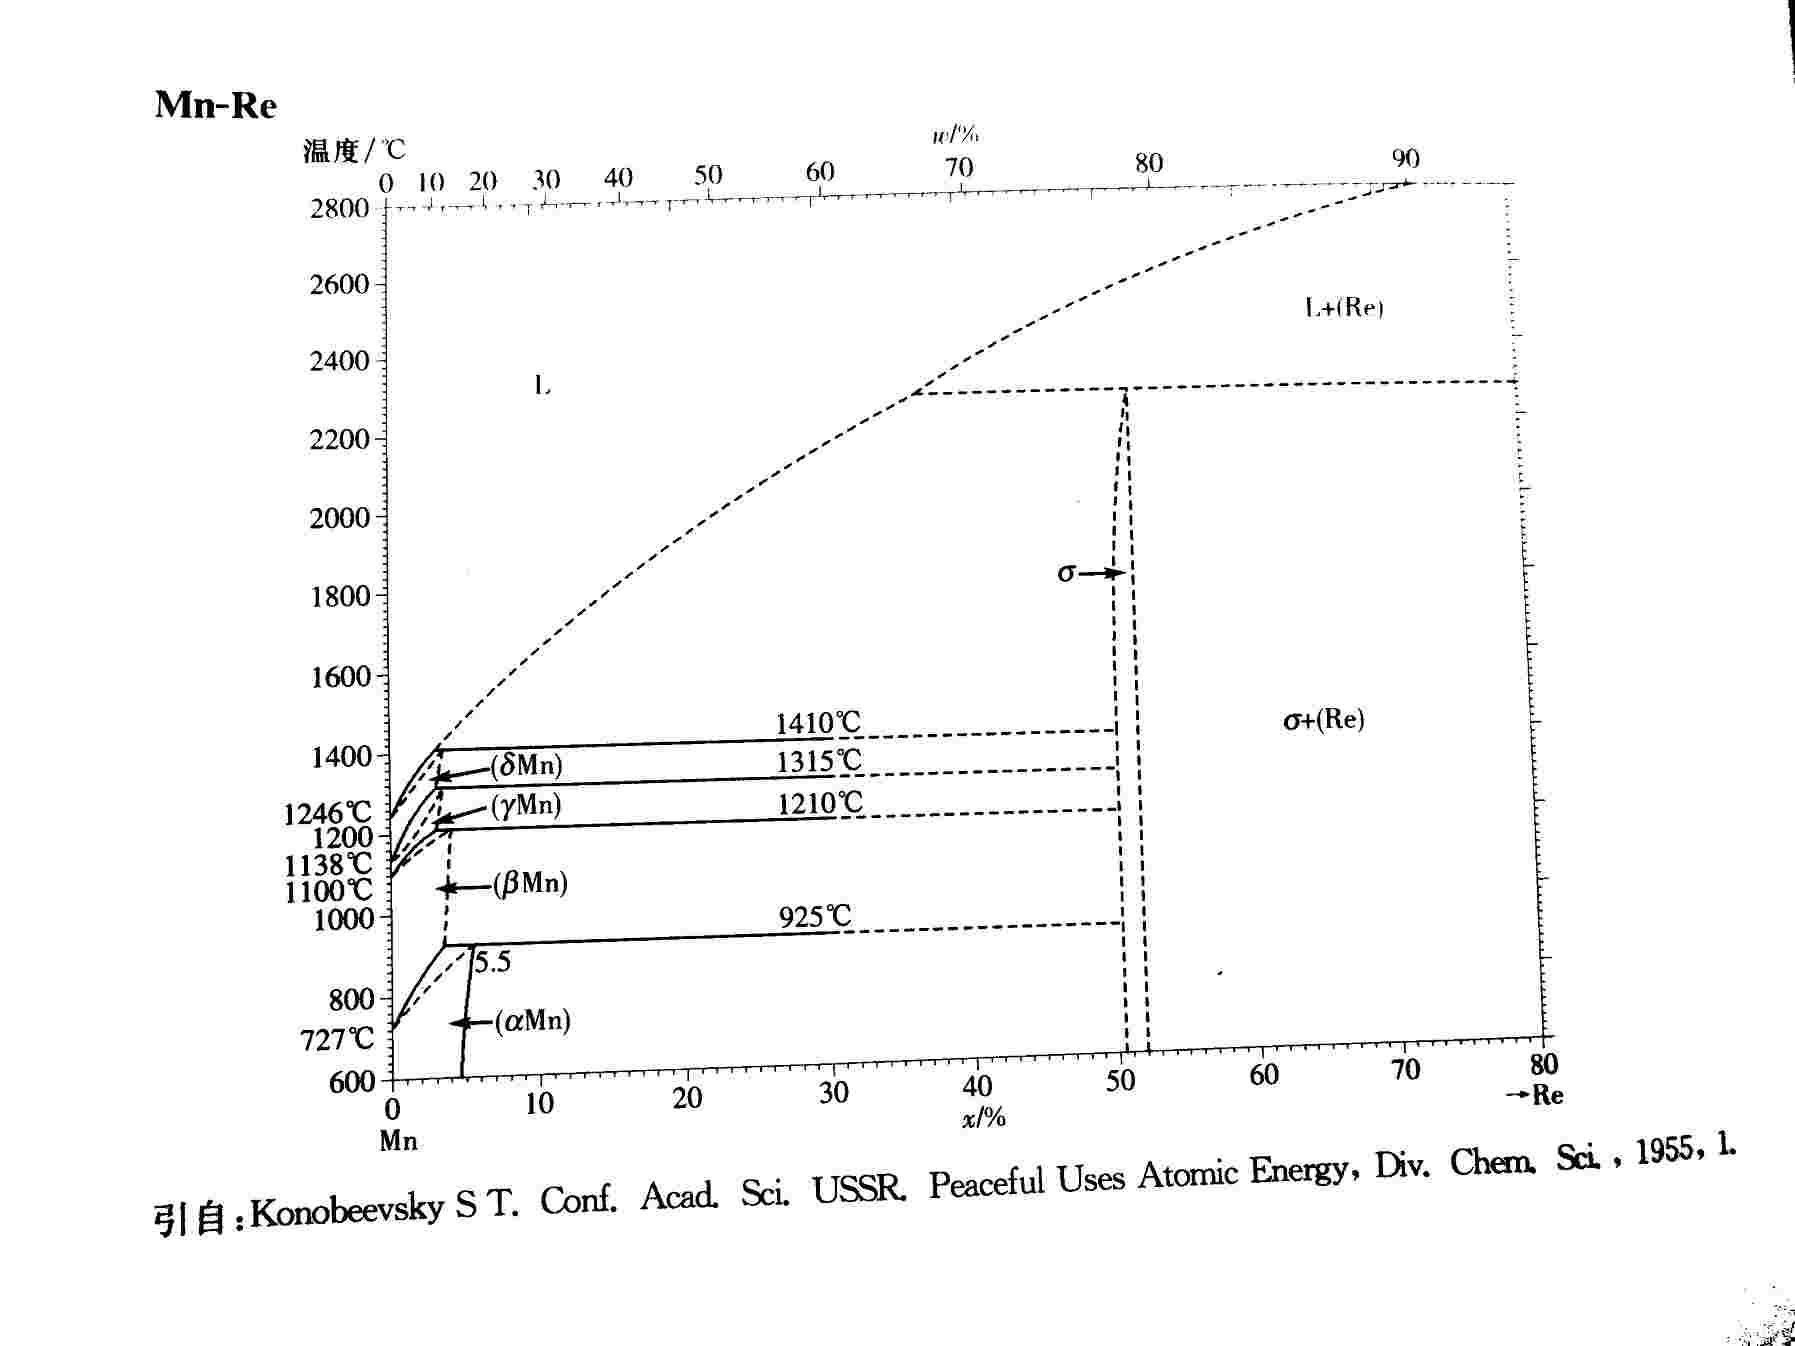 Mn-Re
温度/℃
w/%
0 10 20 30 40 50 60 70 80 90
2800
2600
L+(Re)
2400
L
2200
2000
σ
1800
1600
1410℃
σ+(Re)
1400
1315℃
(δMn)
1246℃
(γMn)
1210℃
1200
1138℃
1100℃
(βMn)
1000
925℃
5.5
800
(αMn)
727℃
600
0 10 20 30 40 50 60 70 80
Mn
x/%
→Re
引自:Konobeevsky S T. Conf. Acad. Sci. USSR. Peaceful Uses Atomic Energy, Div. Chem. Sci., 1955, 1.